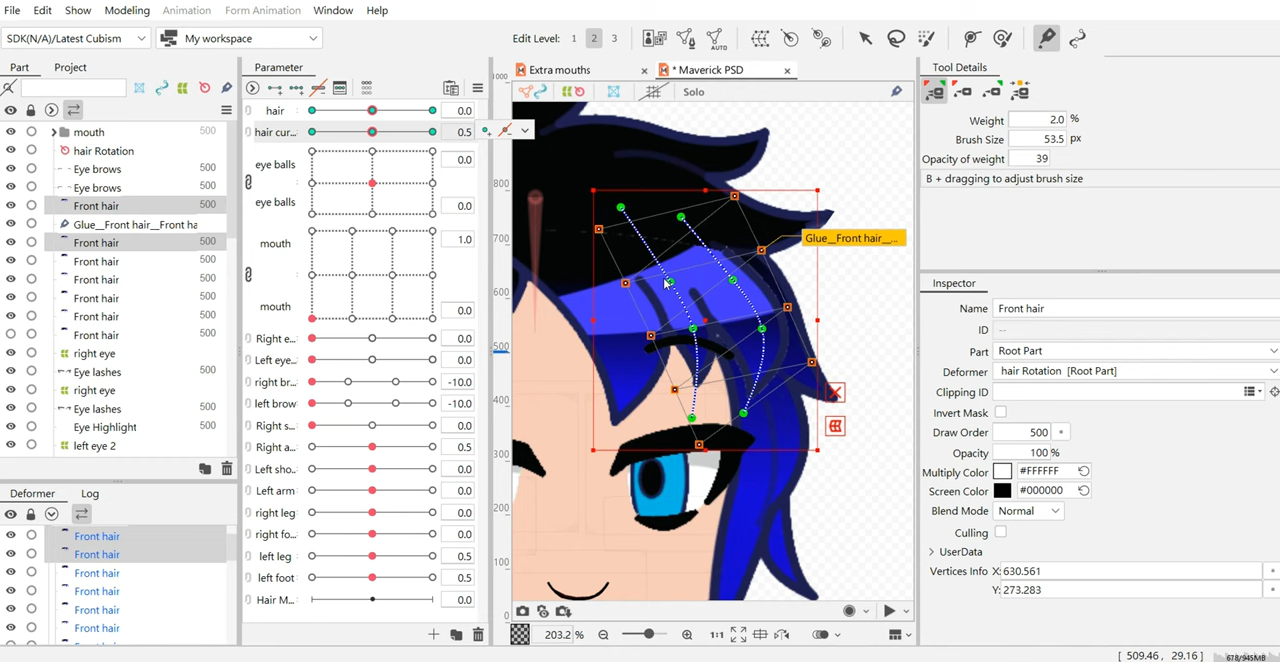 File Edit Show Modeling Animation Form Animation Window Help
SDK(N/A)/Latest Cubism My workspace Edit Level: 1 2 3 AUTO
Part Project
mouth 500
hair Rotation
Eye brows 500
Eye brows 500
Front hair 500
Glue__Front hair__Front ha
Front hair 500
Front hair 500
Front hair 500
Front hair 500
Front hair 500
Front hair 500
right eye
Eye lashes 500
right eye
Eye lashes 500
Eye Highlight 500
left eye 2
Deformer Log
Front hair
Front hair
Front hair
Front hair
Front hair
Front hair
Parameter
hair 0.0
hair cur... 0.5
eye balls 0.0
eye balls 0.0
mouth 1.0
mouth 0.0
Right e... 0.0
Left eye... 0.0
right br... -10.0
left brow -10.0
Right s... 0.0
Right a... 0.5
Left sho... 0.0
Left arm 0.0
right leg 0.0
right fo... 0.0
left leg 0.5
left foot 0.5
Hair M... 0.0
Extra mouths * Maverick PSD
Solo
800
700
600
500
400
300
200
100
0
Glue__Front hair__...
203.2 % 1:1
Tool Details
Weight 2.0 %
Brush Size 53.5 px
Opacity of weight 39
B + dragging to adjust brush size
Inspector
Name Front hair
ID --
Part Root Part
Deformer hair Rotation [Root Part]
Clipping ID
Invert Mask
Draw Order 500
Opacity 100 %
Multiply Color #FFFFFF
Screen Color #000000
Blend Mode Normal
Culling
UserData
Vertices Info X: 630.561
Y: 273.283
[ 509.46 , 29.16 ] 678/945MB